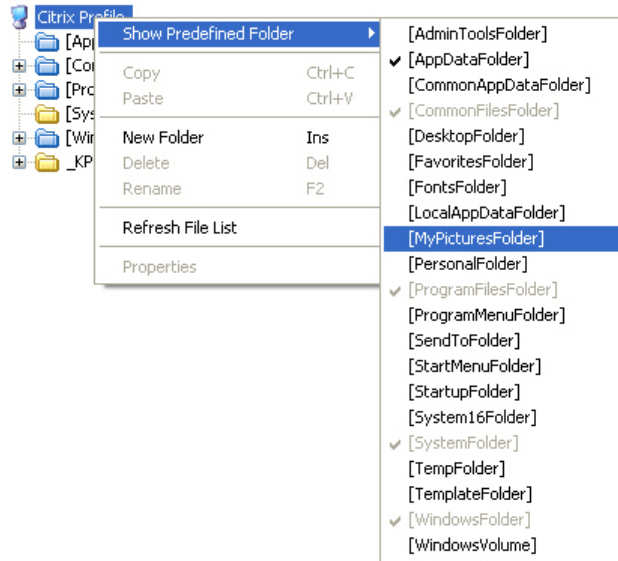 Citrix Profile
[App
[Co
[Pro
[Sys
[Wi
_KP
Show Predefined Folder
Copy Ctrl+C
Paste Ctrl+V
New Folder Ins
Delete Del
Rename F2
Refresh File List
Properties
[AdminToolsFolder]
[AppDataFolder]
[CommonAppDataFolder]
[CommonFilesFolder]
[DesktopFolder]
[FavoritesFolder]
[FontsFolder]
[LocalAppDataFolder]
[MyPicturesFolder]
[PersonalFolder]
[ProgramFilesFolder]
[ProgramMenuFolder]
[SendToFolder]
[StartMenuFolder]
[StartupFolder]
[System16Folder]
[SystemFolder]
[TempFolder]
[TemplateFolder]
[WindowsFolder]
[WindowsVolume]